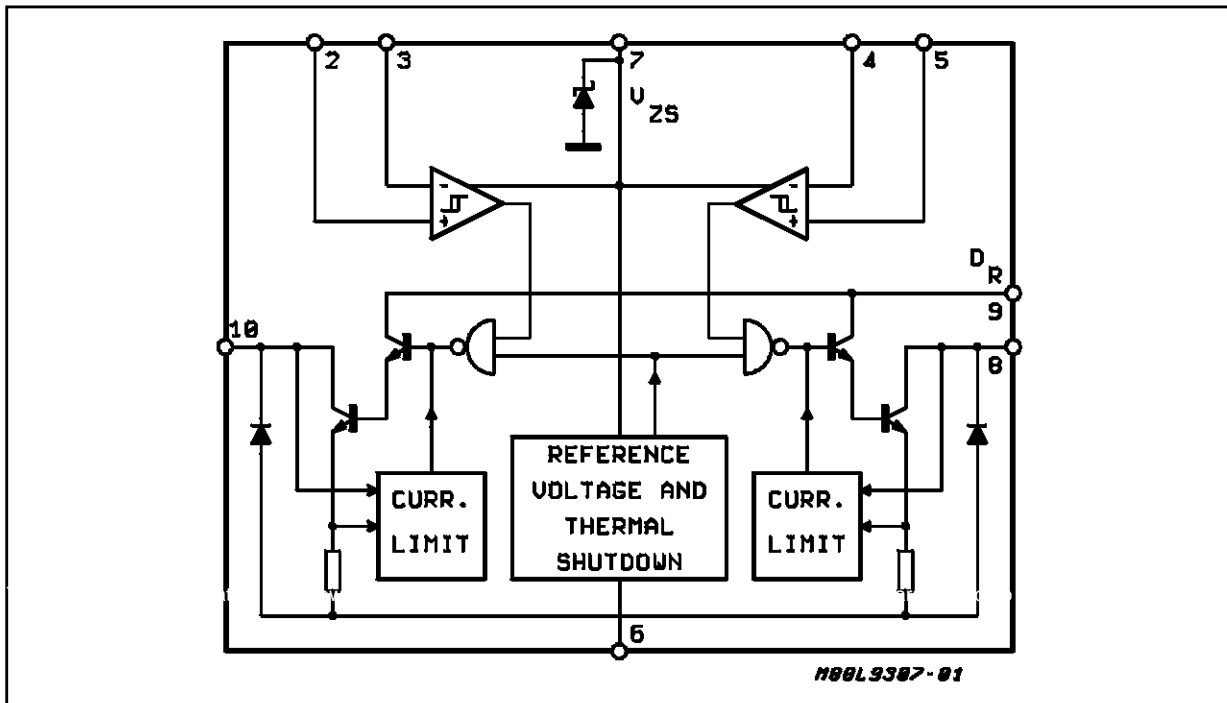 2 3 7 4 5
V ZS
- -
+ +
D R
9
10
8
REFERENCE
VOLTAGE AND
THERMAL
SHUTDOWN
CURR.
LIMIT
CURR.
LIMIT
6
M00L9307-01